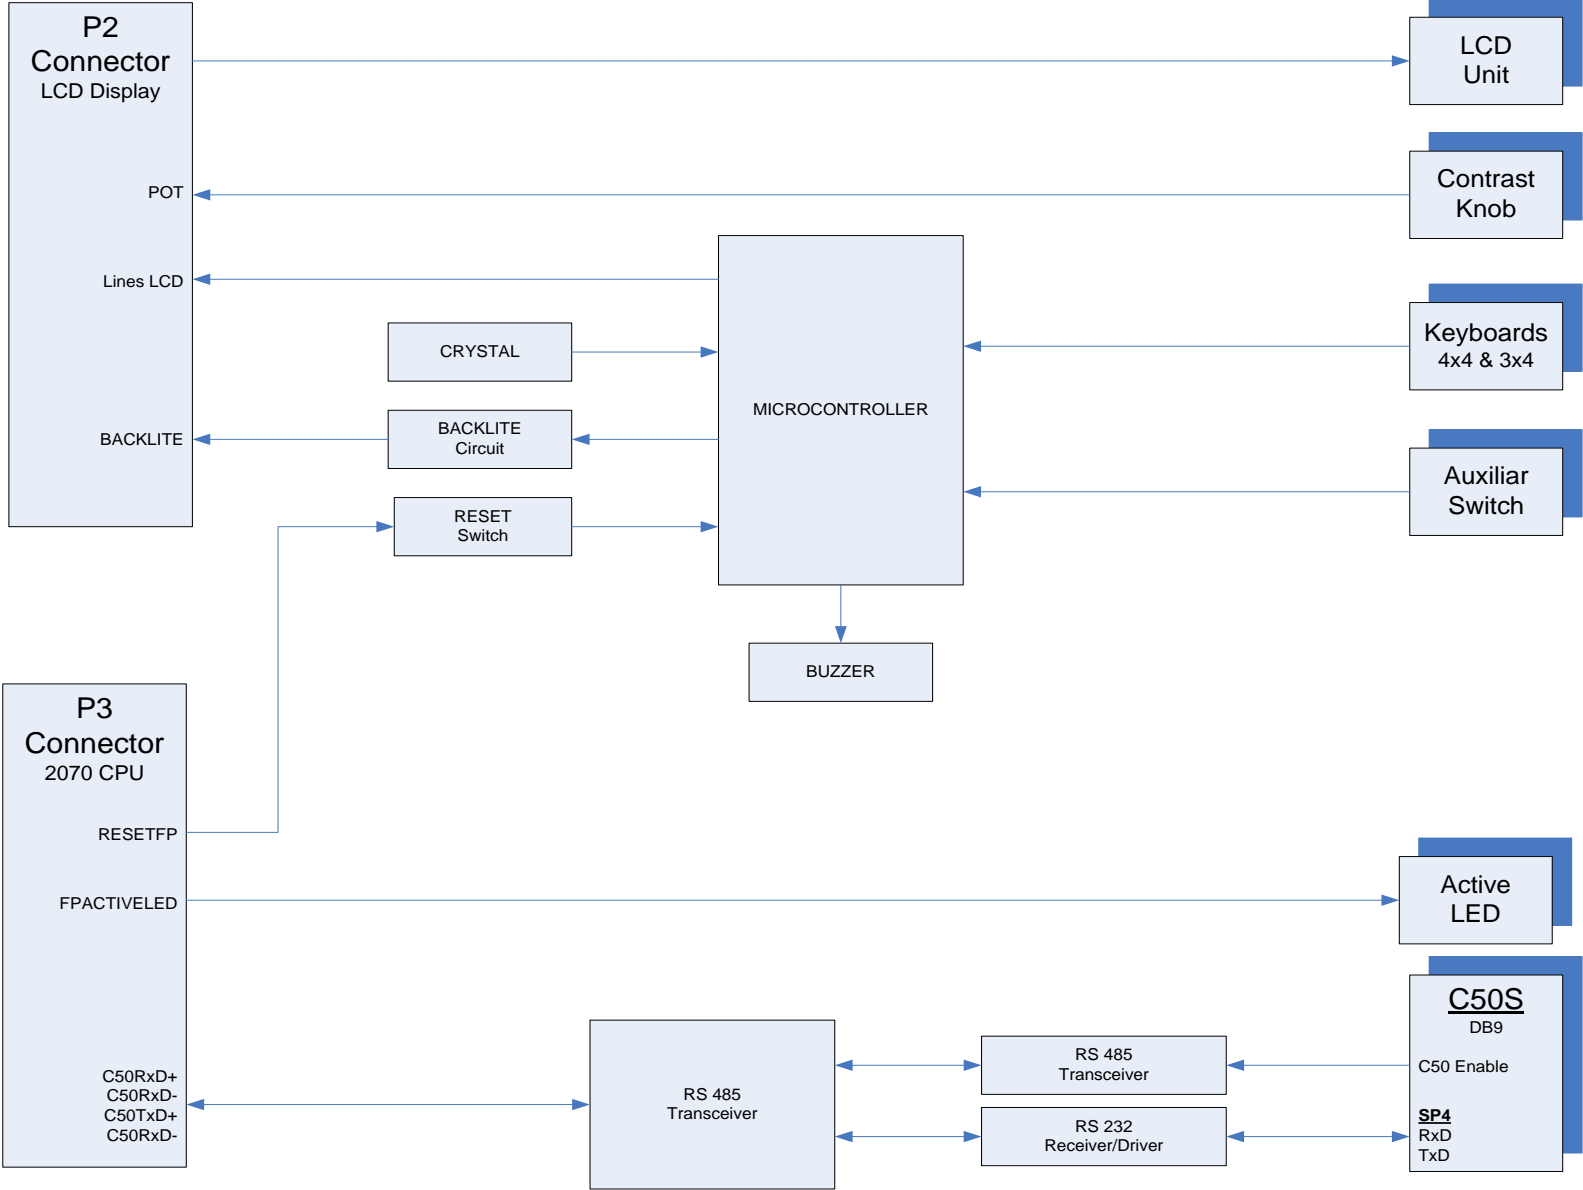 P2
Connector
LCD Display
POT
Lines LCD
BACKLITE
LCD
Unit
Contrast
Knob
CRYSTAL
BACKLITE
Circuit
RESET
Switch
MICROCONTROLLER
Keyboards
4x4 & 3x4
Auxiliar
Switch
BUZZER
P3
Connector
2070 CPU
RESETFP
FPACTIVELED
C50RxD+
C50RxD-
C50TxD+
C50RxD-
Active
LED
RS 485
Transceiver
RS 485
Transceiver
RS 232
Receiver/Driver
C50S
DB9
C50 Enable
SP4
RxD
TxD